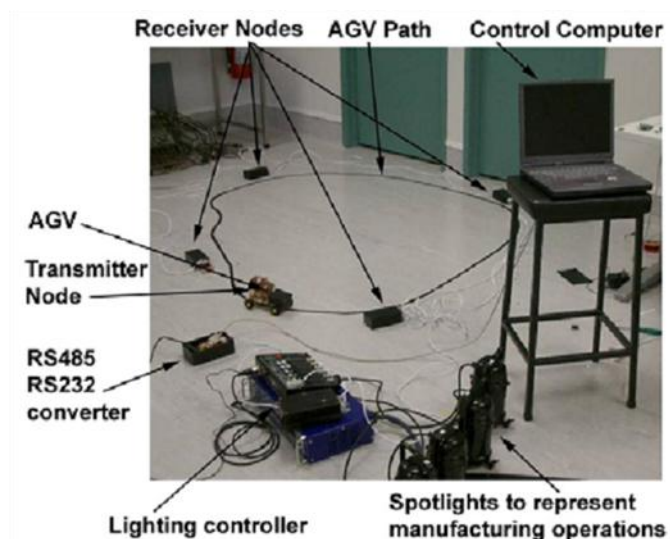 Receiver Nodes
AGV Path
Control Computer
AGV
Transmitter
Node
RS485
RS232
converter
Lighting controller
Spotlights to represent
manufacturing operations